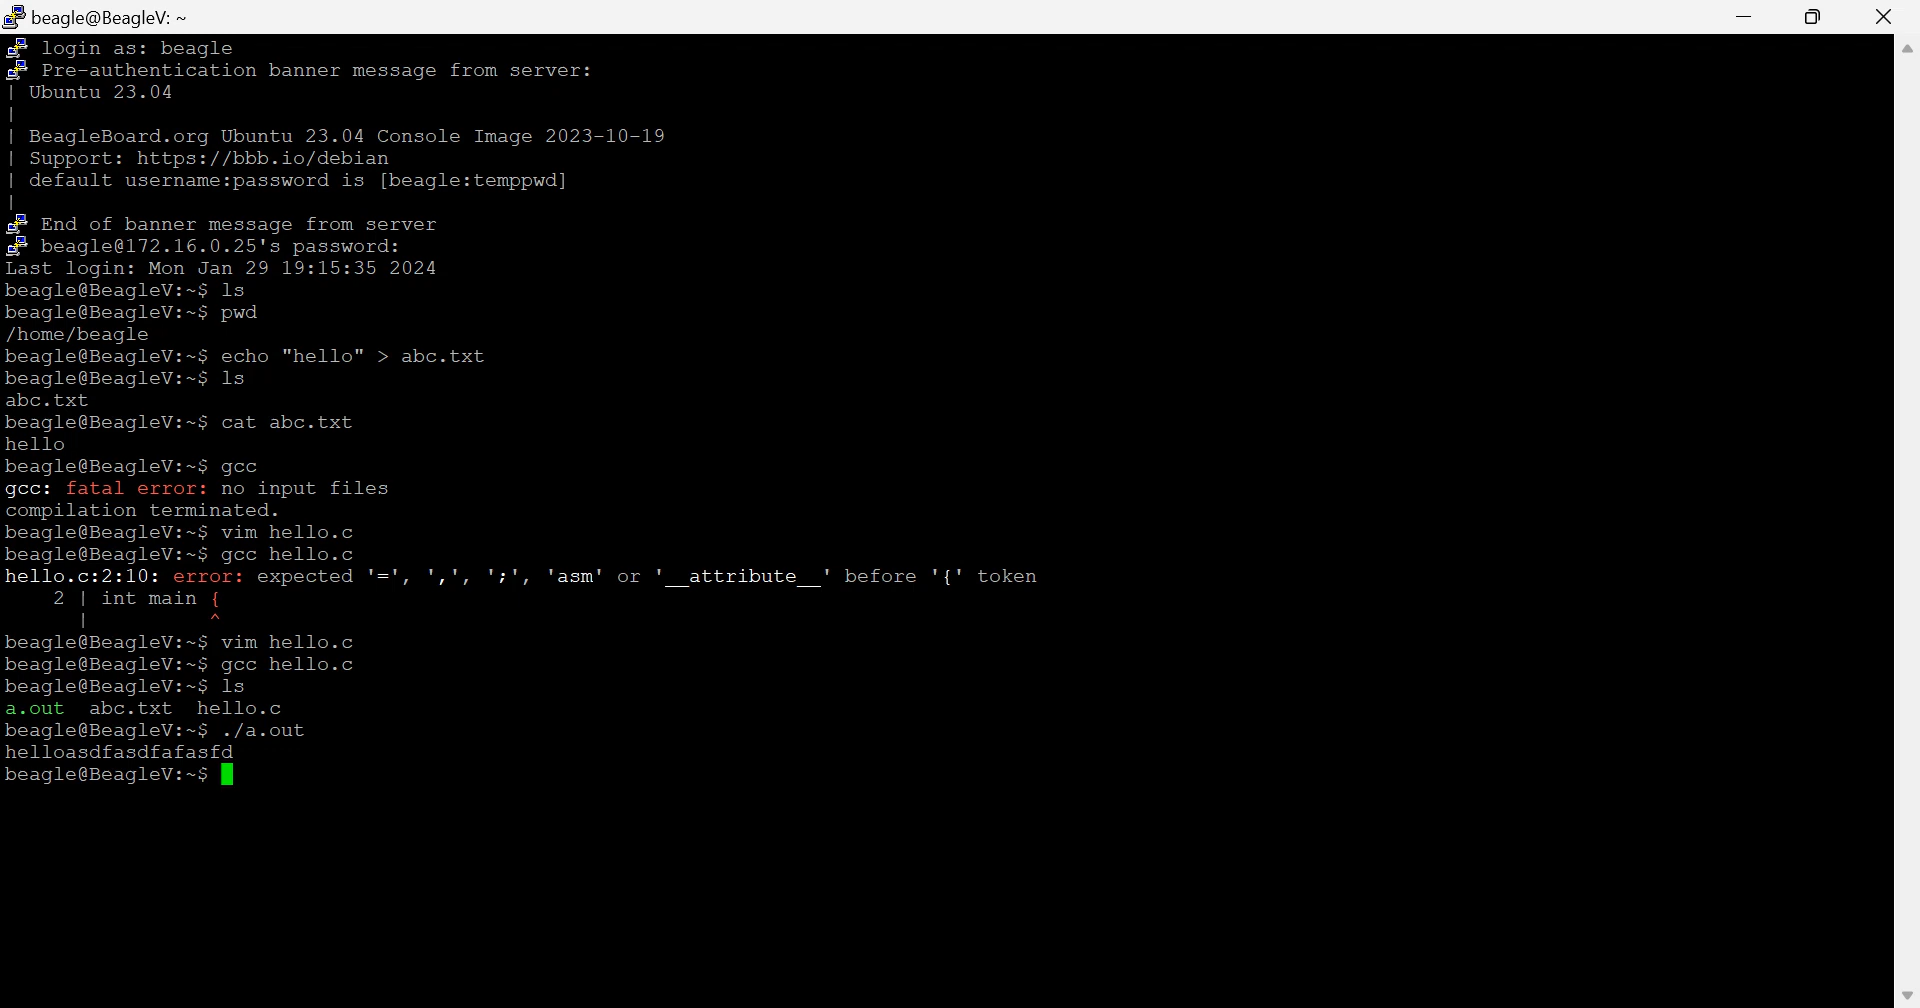 beagle@BeagleV: ~
login as: beagle
Pre-authentication banner message from server:
| Ubuntu 23.04
|
| BeagleBoard.org Ubuntu 23.04 Console Image 2023-10-19
| Support: https://bbb.io/debian
| default username:password is [beagle:temppwd]
|
End of banner message from server
beagle@172.16.0.25's password:
Last login: Mon Jan 29 19:15:35 2024
beagle@BeagleV:~$ ls
beagle@BeagleV:~$ pwd
/home/beagle
beagle@BeagleV:~$ echo "hello" > abc.txt
beagle@BeagleV:~$ ls
abc.txt
beagle@BeagleV:~$ cat abc.txt
hello
beagle@BeagleV:~$ gcc
gcc: fatal error: no input files
compilation terminated.
beagle@BeagleV:~$ vim hello.c
beagle@BeagleV:~$ gcc hello.c
hello.c:2:10: error: expected '=', ',', ';', 'asm' or '__attribute__' before '{' token
    2 | int main {
      |          ^
beagle@BeagleV:~$ vim hello.c
beagle@BeagleV:~$ gcc hello.c
beagle@BeagleV:~$ ls
a.out  abc.txt  hello.c
beagle@BeagleV:~$ ./a.out
helloasdfasdfafasfd
beagle@BeagleV:~$